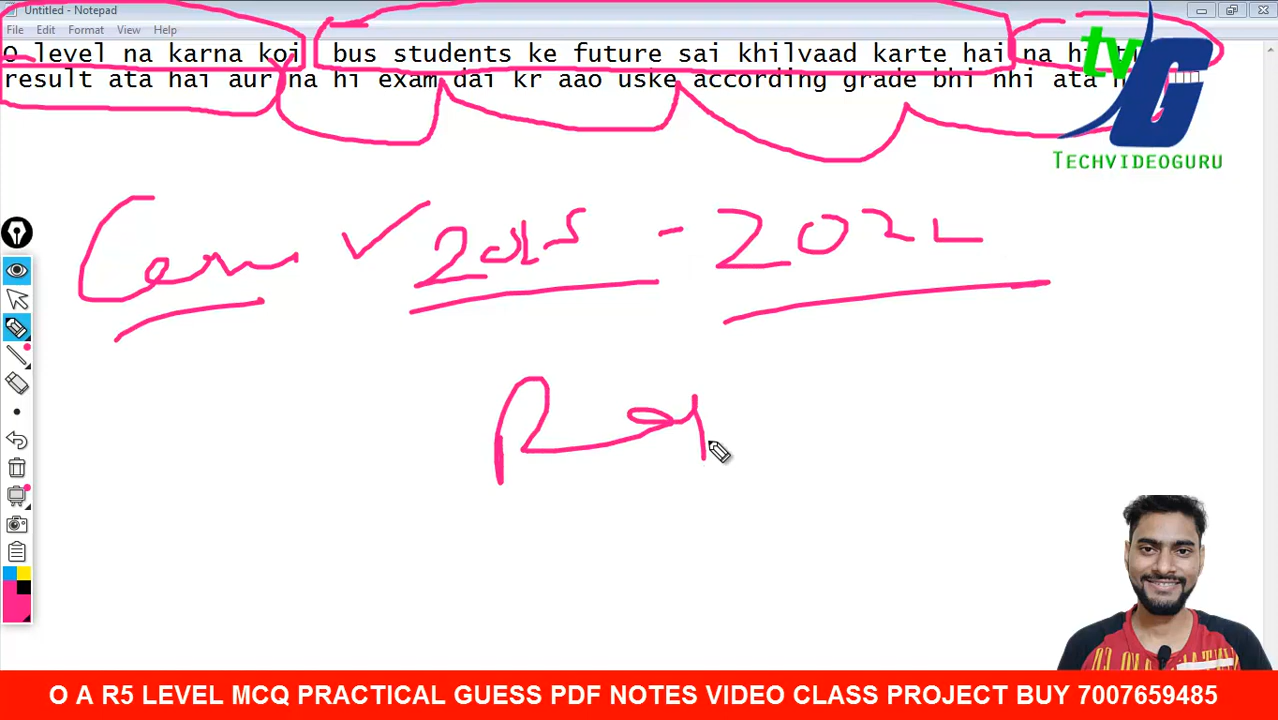 Untitled - Notepad
File Edit Format View Help
O level na karna koi bus students ke future sai khilvaad karte hai na hi
result ata hai aur na hi exam dai kr aao uske according grade bhi nhi ata
TECHVIDEOGURU
2015 - 2022
O A R5 LEVEL MCQ PRACTICAL GUESS PDF NOTES VIDEO CLASS PROJECT BUY 7007659485